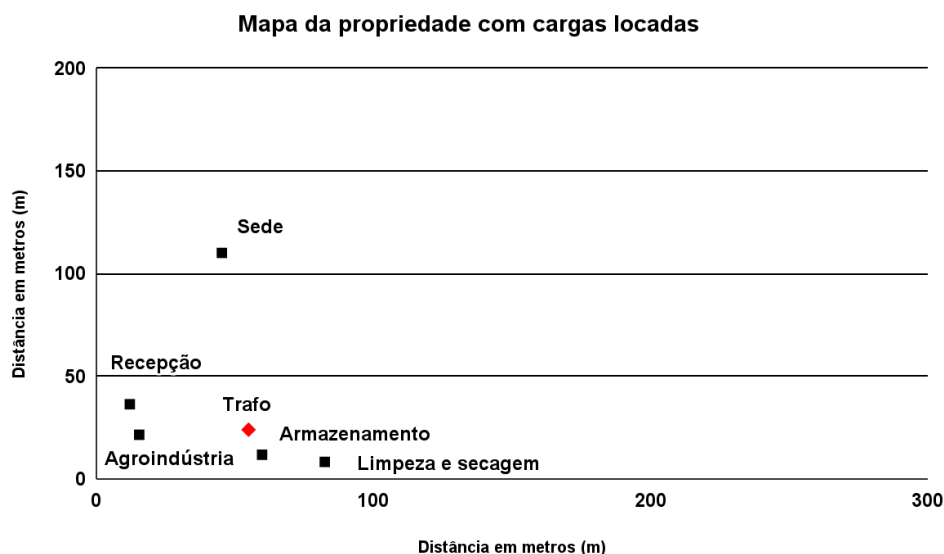 Mapa da propriedade com cargas locadas
200
150
Sede
100
Recepção
50
Trafo
Armazenamento
Agroindústria
Limpeza e secagem
0
0 100 200 300
Distância em metros (m)
Distância em metros (m)